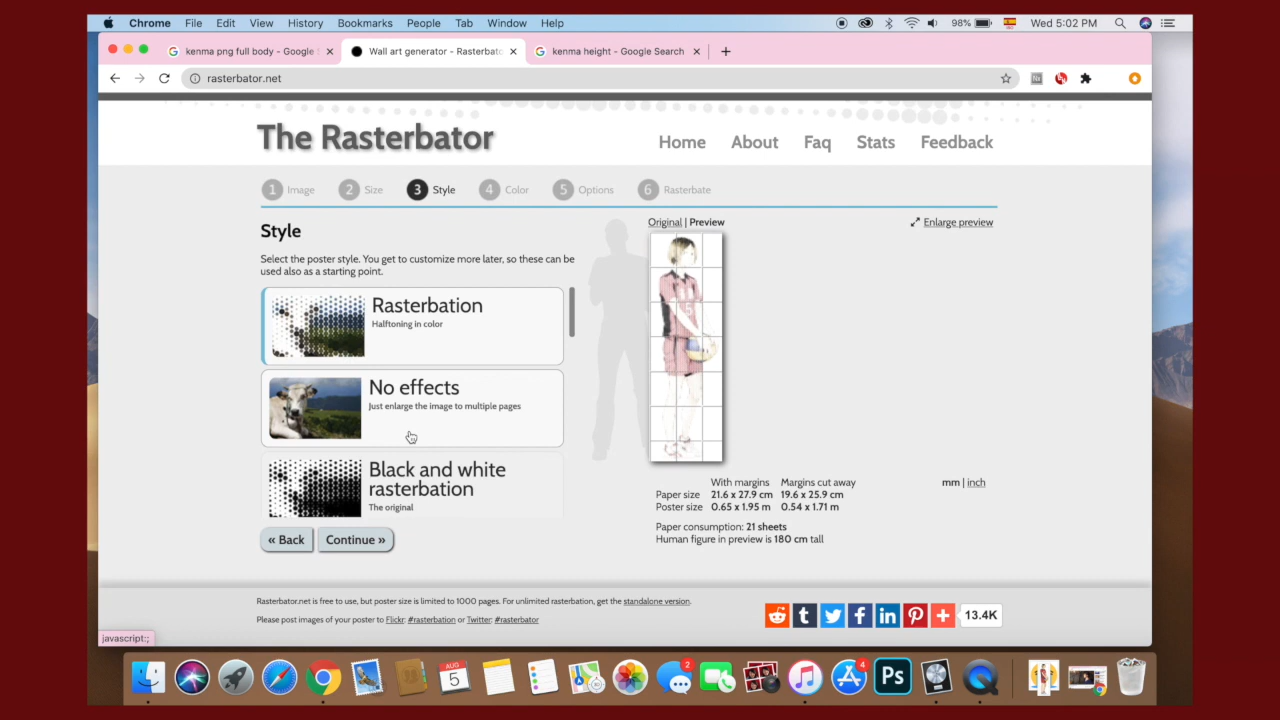 Chrome File Edit View History Bookmarks People Tab Window Help 98% Wed 5:02 PM
kenma png full body - Google S Wall art generator - Rasterbato kenma height - Google Search
rasterbator.net
The Rasterbator
Home About Faq Stats Feedback
1 Image 2 Size 3 Style 4 Color 5 Options 6 Rasterbate
Style
Original | Preview
Enlarge preview
Select the poster style. You get to customize more later, so these can be
used also as a starting point.
Rasterbation
Halftoning in color
No effects
Just enlarge the image to multiple pages
Black and white
rasterbation
The original
« Back Continue »
With margins Margins cut away
mm | inch
Paper size 21.6 x 27.9 cm 19.6 x 25.9 cm
Poster size 0.65 x 1.95 m 0.54 x 1.71 m
Paper consumption: 21 sheets
Human figure in preview is 180 cm tall
Rasterbator.net is free to use, but poster size is limited to 1000 pages. For unlimited rasterbation, get the standalone version.
Please post images of your poster to Flickr: #rasterbation or Twitter: #rasterbator
13.4K
javascript:;
AUG
5
2
4
Ps